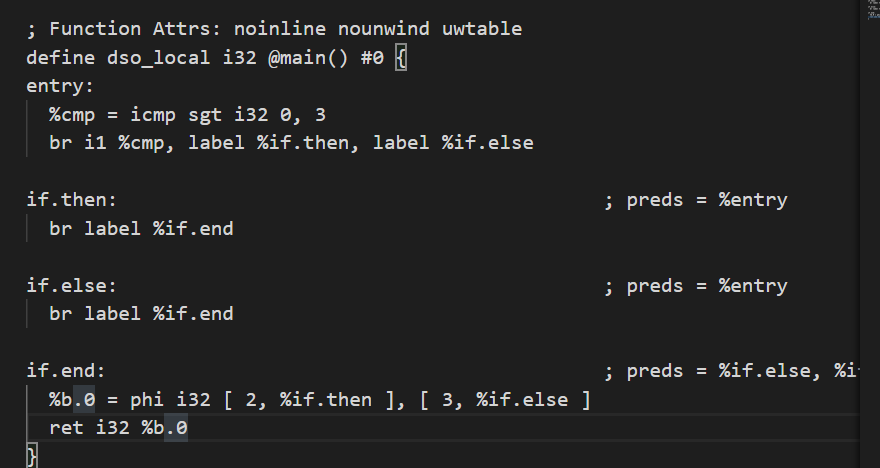 ; Function Attrs: noinline nounwind uwtable
define dso_local i32 @main() #0 {
entry:
  %cmp = icmp sgt i32 0, 3
  br i1 %cmp, label %if.then, label %if.else
if.then: ; preds = %entry
  br label %if.end
if.else: ; preds = %entry
  br label %if.end
if.end: ; preds = %if.else,
  %b.0 = phi i32 [ 2, %if.then ], [ 3, %if.else ]
  ret i32 %b.0
}